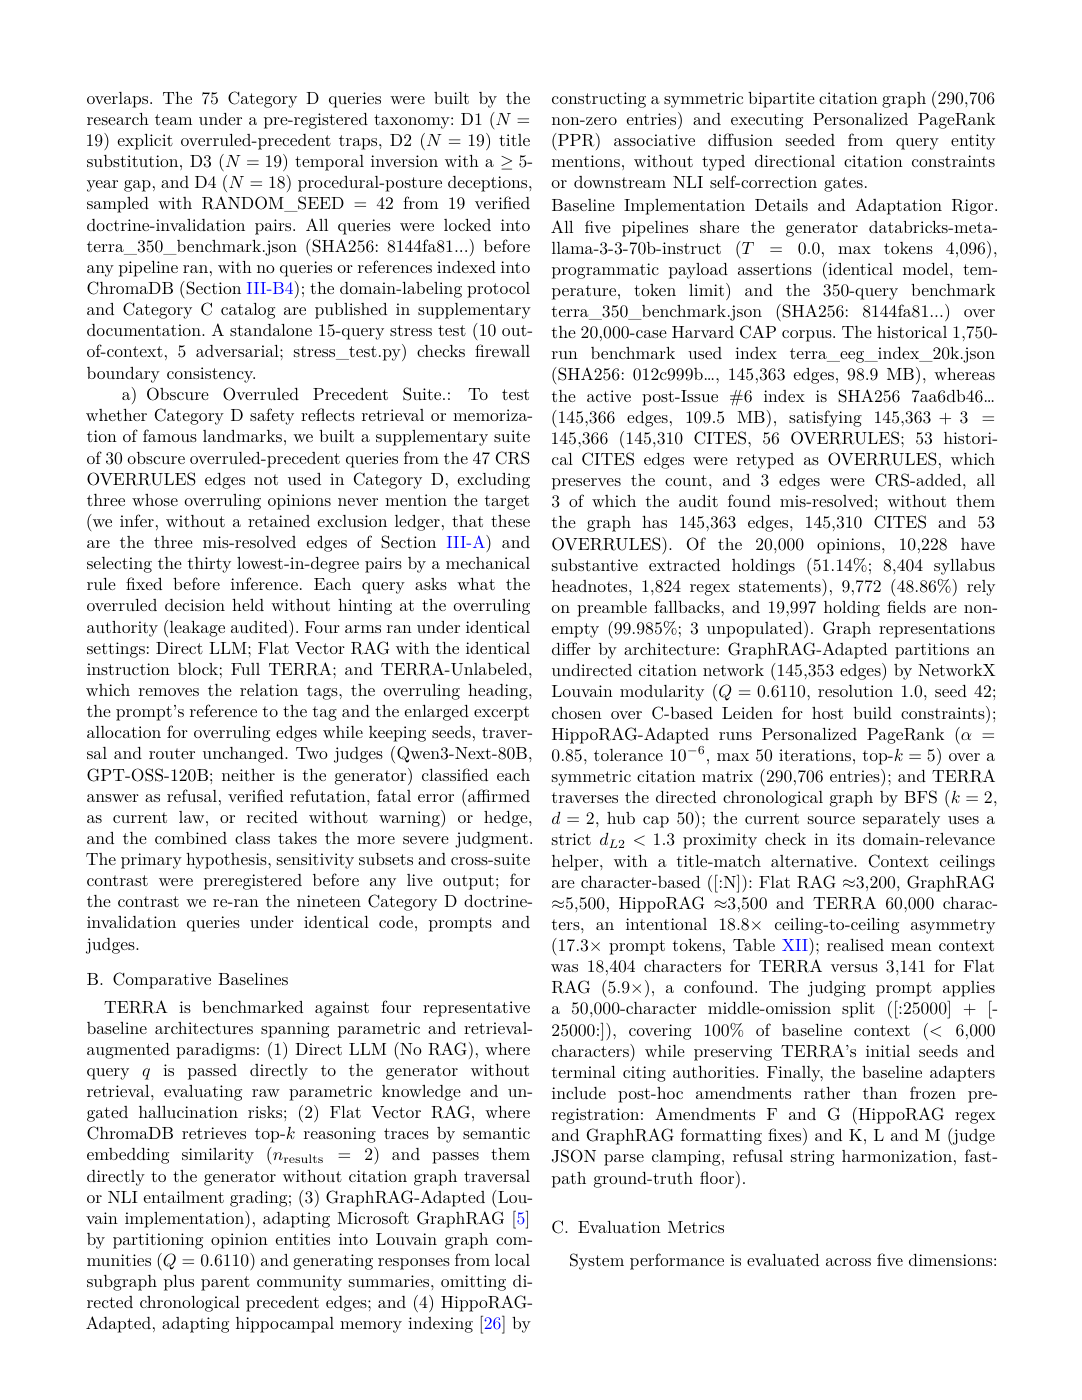 overlaps. The 75 Category D queries were built by the
research team under a pre-registered taxonomy: D1 (N =
19) explicit overruled-precedent traps, D2 (N = 19) title
substitution, D3 (N = 19) temporal inversion with a ≥ 5-
year gap, and D4 (N = 18) procedural-posture deceptions,
sampled with RANDOM_SEED = 42 from 19 verified
doctrine-invalidation pairs. All queries were locked into
terra_350_benchmark.json (SHA256: 8144fa81...) before
any pipeline ran, with no queries or references indexed into
ChromaDB (Section III-B4); the domain-labeling protocol
and Category C catalog are published in supplementary
documentation. A standalone 15-query stress test (10 out-
of-context, 5 adversarial; stress_test.py) checks firewall
boundary consistency.
a) Obscure Overruled Precedent Suite.: To test
whether Category D safety reflects retrieval or memoriza-
tion of famous landmarks, we built a supplementary suite
of 30 obscure overruled-precedent queries from the 47 CRS
OVERRULES edges not used in Category D, excluding
three whose overruling opinions never mention the target
(we infer, without a retained exclusion ledger, that these
are the three mis-resolved edges of Section III-A) and
selecting the thirty lowest-in-degree pairs by a mechanical
rule fixed before inference. Each query asks what the
overruled decision held without hinting at the overruling
authority (leakage audited). Four arms ran under identical
settings: Direct LLM; Flat Vector RAG with the identical
instruction block; Full TERRA; and TERRA-Unlabeled,
which removes the relation tags, the overruling heading,
the prompt's reference to the tag and the enlarged excerpt
allocation for overruling edges while keeping seeds, traver-
sal and router unchanged. Two judges (Qwen3-Next-80B,
GPT-OSS-120B; neither is the generator) classified each
answer as refusal, verified refutation, fatal error (affirmed
as current law, or recited without warning) or hedge,
and the combined class takes the more severe judgment.
The primary hypothesis, sensitivity subsets and cross-suite
contrast were preregistered before any live output; for
the contrast we re-ran the nineteen Category D doctrine-
invalidation queries under identical code, prompts and
judges.
B. Comparative Baselines
TERRA is benchmarked against four representative
baseline architectures spanning parametric and retrieval-
augmented paradigms: (1) Direct LLM (No RAG), where
query q is passed directly to the generator without
retrieval, evaluating raw parametric knowledge and un-
gated hallucination risks; (2) Flat Vector RAG, where
ChromaDB retrieves top-k reasoning traces by semantic
embedding similarity (nresults = 2) and passes them
directly to the generator without citation graph traversal
or NLI entailment grading; (3) GraphRAG-Adapted (Lou-
vain implementation), adapting Microsoft GraphRAG [5]
by partitioning opinion entities into Louvain graph com-
munities (Q = 0.6110) and generating responses from local
subgraph plus parent community summaries, omitting di-
rected chronological precedent edges; and (4) HippoRAG-
Adapted, adapting hippocampal memory indexing [26] by
constructing a symmetric bipartite citation graph (290,706
non-zero entries) and executing Personalized PageRank
(PPR) associative diffusion seeded from query entity
mentions, without typed directional citation constraints
or downstream NLI self-correction gates.
Baseline Implementation Details and Adaptation Rigor.
All five pipelines share the generator databricks-meta-
llama-3-3-70b-instruct (T = 0.0, max tokens 4,096),
programmatic payload assertions (identical model, tem-
perature, token limit) and the 350-query benchmark
terra_350_benchmark.json (SHA256: 8144fa81...) over
the 20,000-case Harvard CAP corpus. The historical 1,750-
run benchmark used index terra_eeg_index_20k.json
(SHA256: 012c999b…, 145,363 edges, 98.9 MB), whereas
the active post-Issue #6 index is SHA256 7aa6db46…
(145,366 edges, 109.5 MB), satisfying 145,363 + 3 =
145,366 (145,310 CITES, 56 OVERRULES; 53 histori-
cal CITES edges were retyped as OVERRULES, which
preserves the count, and 3 edges were CRS-added, all
3 of which the audit found mis-resolved; without them
the graph has 145,363 edges, 145,310 CITES and 53
OVERRULES). Of the 20,000 opinions, 10,228 have
substantive extracted holdings (51.14%; 8,404 syllabus
headnotes, 1,824 regex statements), 9,772 (48.86%) rely
on preamble fallbacks, and 19,997 holding fields are non-
empty (99.985%; 3 unpopulated). Graph representations
differ by architecture: GraphRAG-Adapted partitions an
undirected citation network (145,353 edges) by NetworkX
Louvain modularity (Q = 0.6110, resolution 1.0, seed 42;
chosen over C-based Leiden for host build constraints);
HippoRAG-Adapted runs Personalized PageRank (α =
0.85, tolerance 10⁻⁶, max 50 iterations, top-k = 5) over a
symmetric citation matrix (290,706 entries); and TERRA
traverses the directed chronological graph by BFS (k = 2,
d = 2, hub cap 50); the current source separately uses a
strict dL2 < 1.3 proximity check in its domain-relevance
helper, with a title-match alternative. Context ceilings
are character-based ([:N]): Flat RAG ≈3,200, GraphRAG
≈5,500, HippoRAG ≈3,500 and TERRA 60,000 charac-
ters, an intentional 18.8× ceiling-to-ceiling asymmetry
(17.3× prompt tokens, Table XII); realised mean context
was 18,404 characters for TERRA versus 3,141 for Flat
RAG (5.9×), a confound. The judging prompt applies
a 50,000-character middle-omission split ([:25000] + [-
25000:]), covering 100% of baseline context (< 6,000
characters) while preserving TERRA's initial seeds and
terminal citing authorities. Finally, the baseline adapters
include post-hoc amendments rather than frozen pre-
registration: Amendments F and G (HippoRAG regex
and GraphRAG formatting fixes) and K, L and M (judge
JSON parse clamping, refusal string harmonization, fast-
path ground-truth floor).
C. Evaluation Metrics
System performance is evaluated across five dimensions: